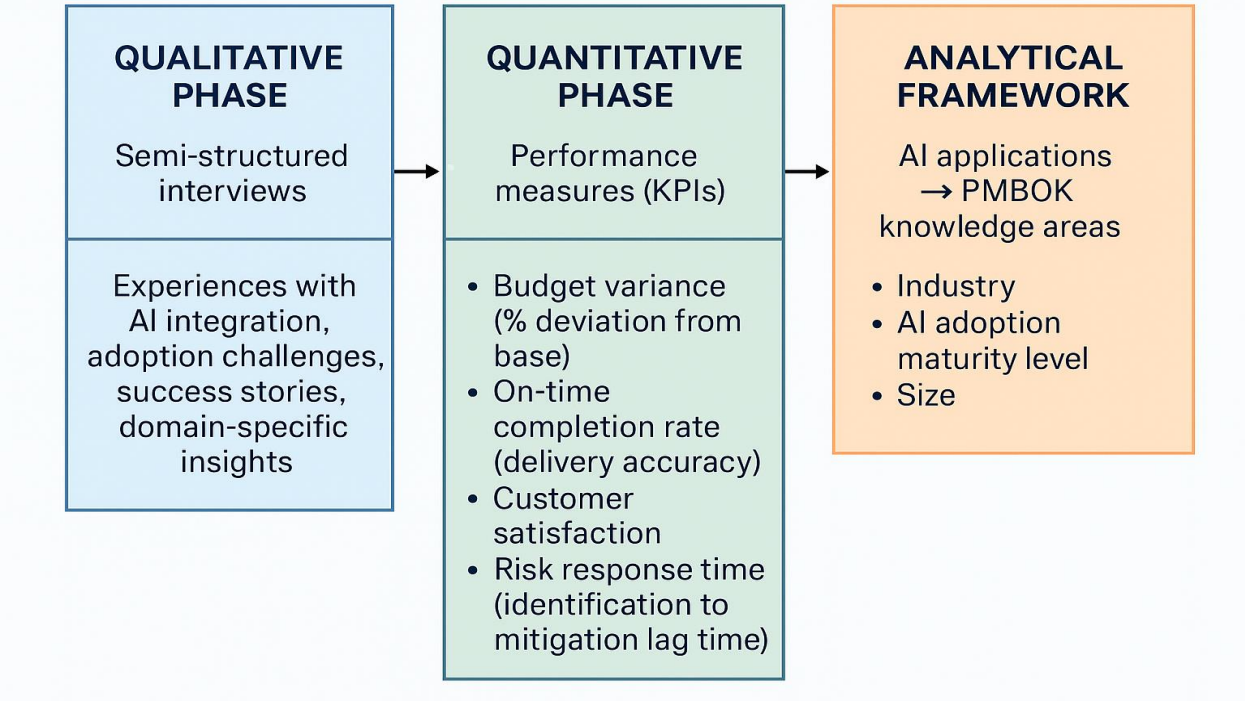 QUALITATIVE
PHASE
Semi-structured
interviews
Experiences with
AI integration,
adoption challenges,
success stories,
domain-specific
insights
QUANTITATIVE
PHASE
Performance
measures (KPIs)
• Budget variance
(% deviation from
base)
• On-time
completion rate
(delivery accuracy)
• Customer
satisfaction
• Risk response time
(identification to
mitigation lag time)
ANALYTICAL
FRAMEWORK
AI applications
→ PMBOK
knowledge areas
• Industry
• AI adoption
maturity level
• Size